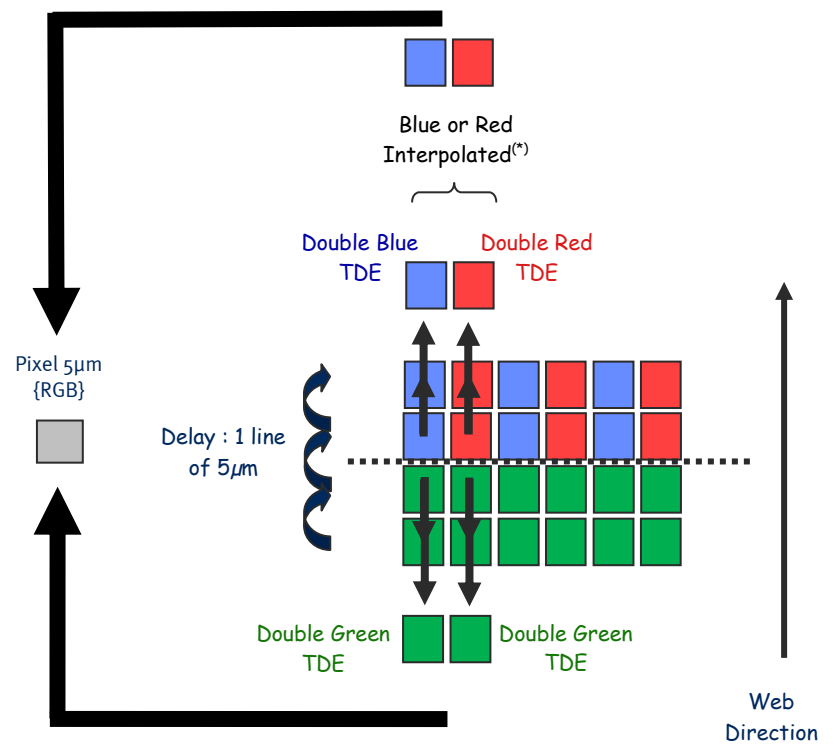 Blue or Red
Interpolated(*)
Double Blue
TDE
Double Red
TDE
Pixel 5µm
{RGB}
Delay : 1 line
of 5µm
Double Green
TDE
Double Green
TDE
Web
Direction